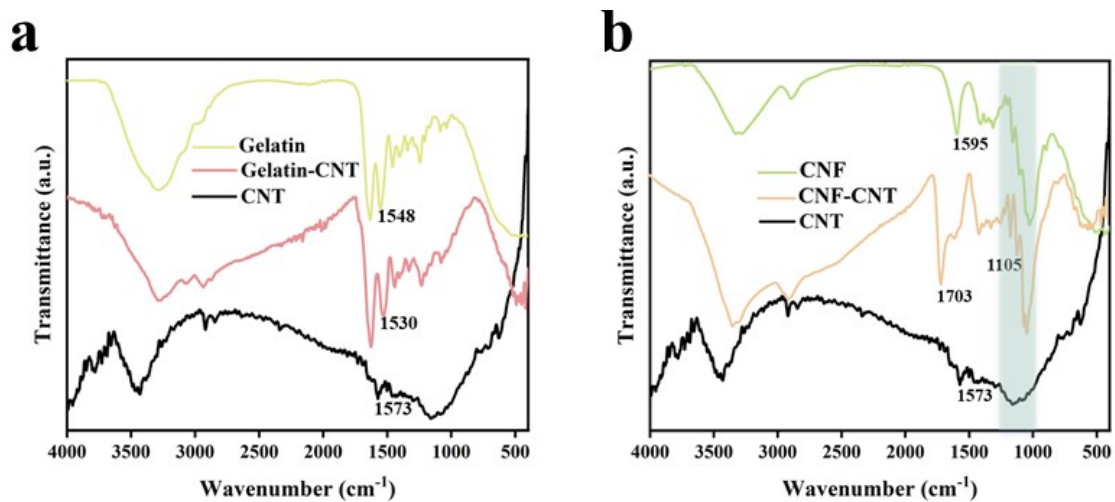 a
Transmittance (a.u.)
Gelatin
Gelatin-CNT
CNT
1548
1530
1573
4000 3500 3000 2500 2000 1500 1000 500
Wavenumber (cm⁻¹)
b
Transmittance (a.u.)
1595
CNF
CNF-CNT
CNT
1105
1703
1573
4000 3500 3000 2500 2000 1500 1000 500
Wavenumber (cm⁻¹)